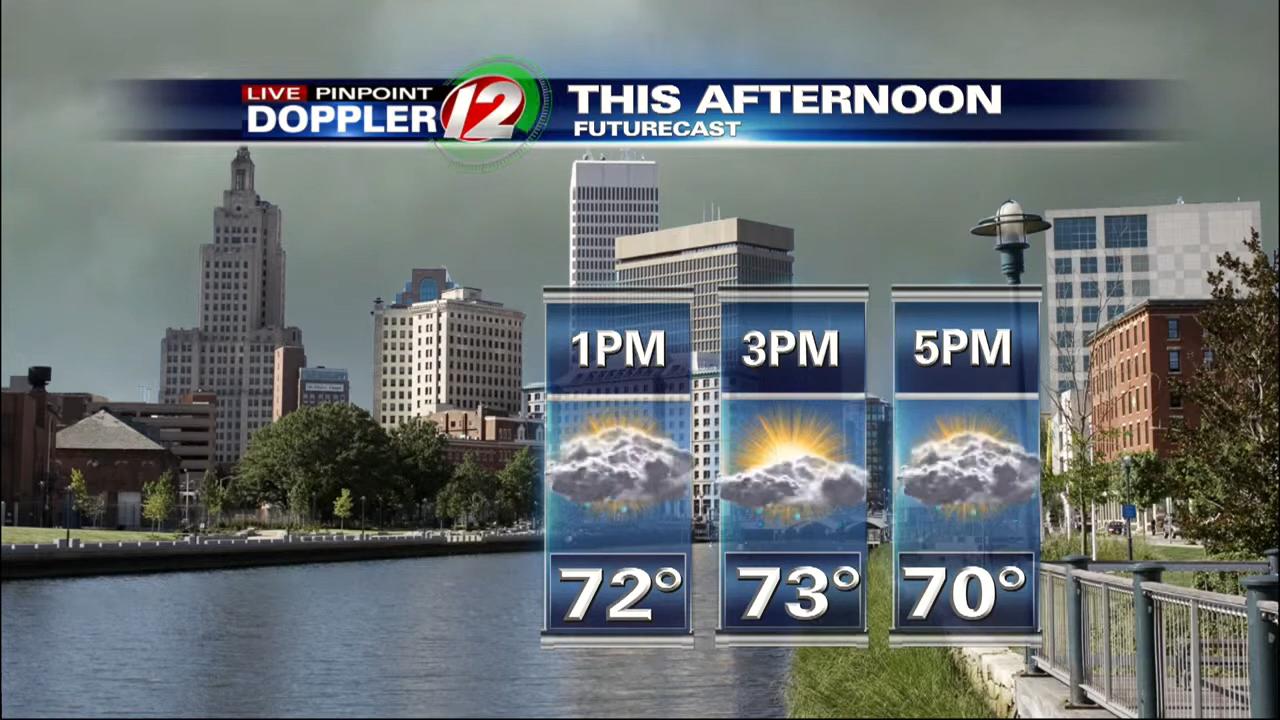 LIVE PINPOINT
DOPPLER 12
THIS AFTERNOON
FUTURECAST
1PM
3PM
5PM
72°
73°
70°